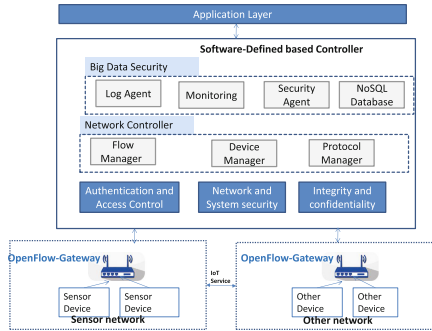 Application Layer
Software-Defined based Controller
Big Data Security
Log Agent
Monitoring
Security
Agent
NoSQL
Database
Network Controller
Flow
Manager
Device
Manager
Protocol
Manager
Authentication and
Access Control
Network and
System security
Integrity and
confidentiality
OpenFlow-Gateway
Sensor
Device
Sensor
Device
Sensor network
IoT
Service
OpenFlow-Gateway
Other
Device
Other
Device
Other network